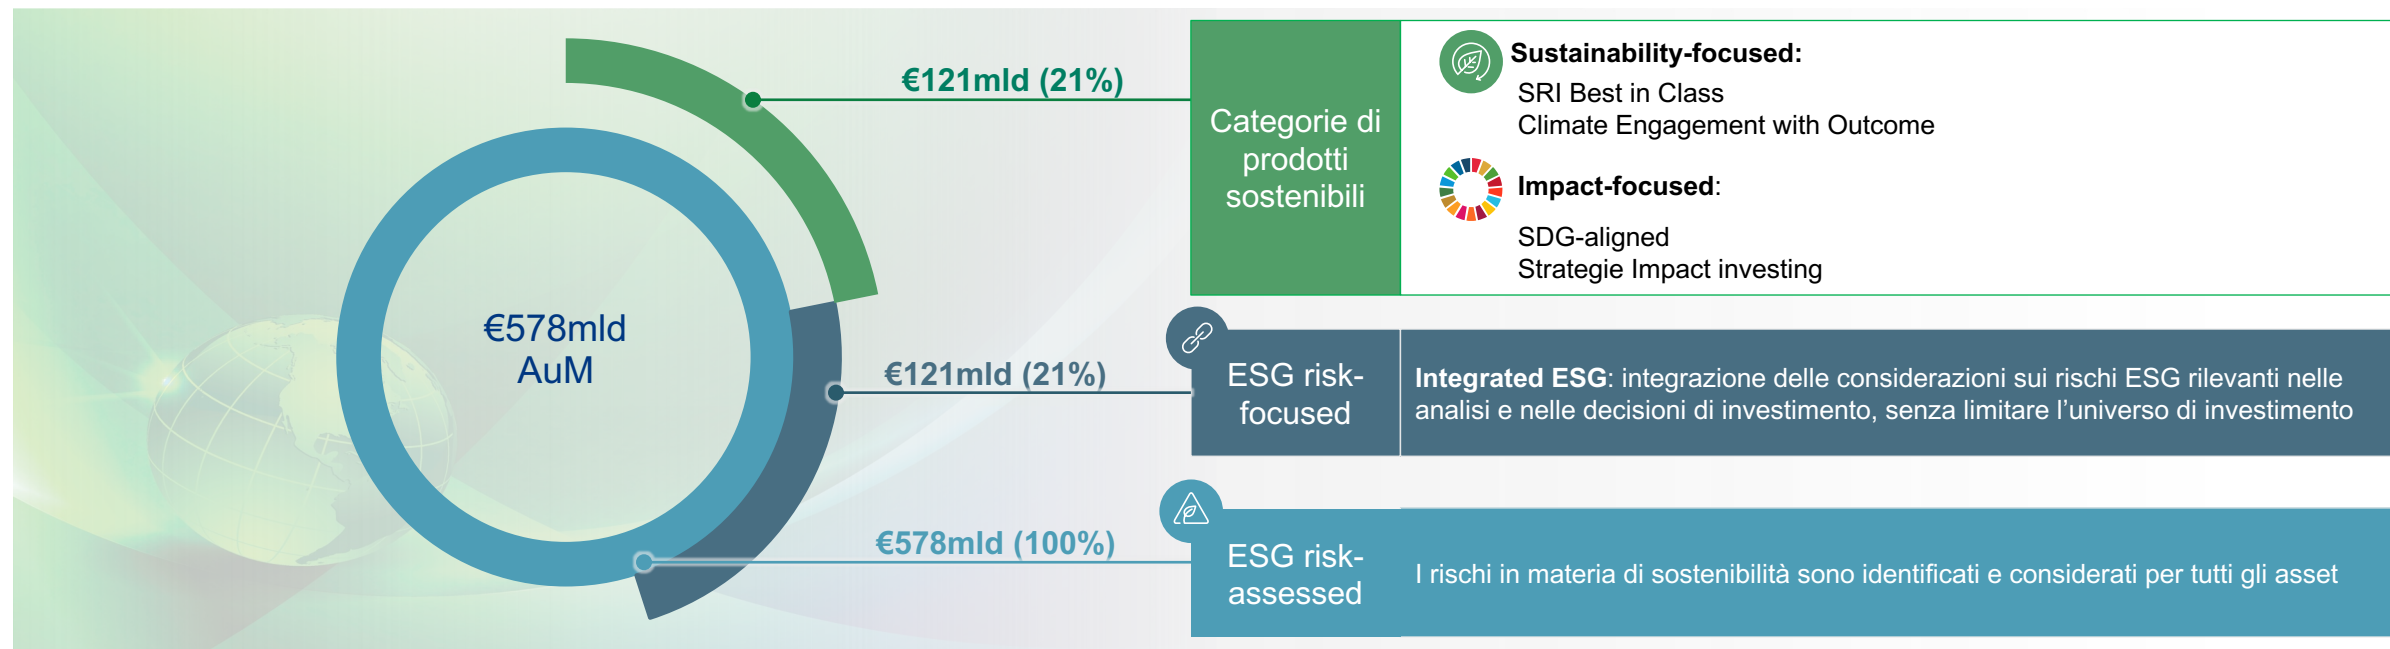 €578mld
AuM
€121mld (21%)
Categorie di
prodotti
sostenibili
Sustainability-focused:
SRI Best in Class
Climate Engagement with Outcome
Impact-focused:
SDG-aligned
Strategie Impact investing
€121mld (21%)
ESG risk-
focused
Integrated ESG: integrazione delle considerazioni sui rischi ESG rilevanti nelle
analisi e nelle decisioni di investimento, senza limitare l’universo di investimento
€578mld (100%)
ESG risk-
assessed
I rischi in materia di sostenibilità sono identificati e considerati per tutti gli asset